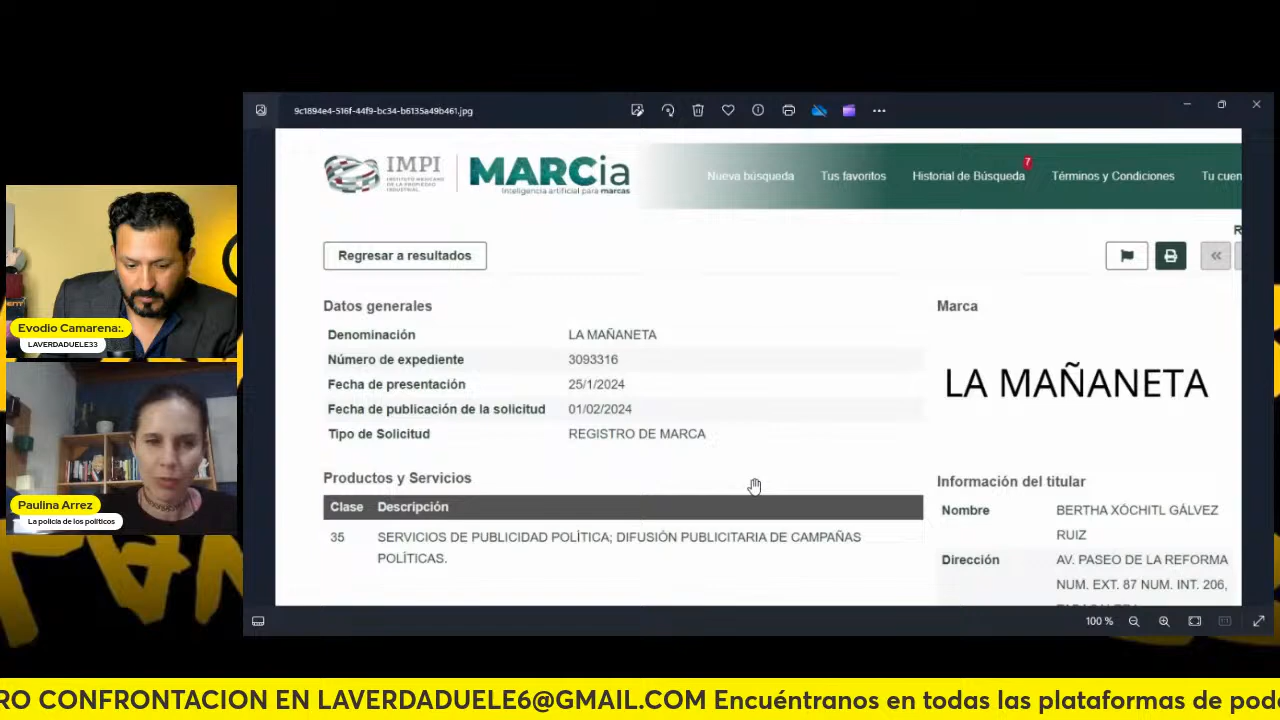 9c1894e4-516f-44f9-bc34-b6135a49b461.jpg
IMPI
INSTITUTO MEXICANO
DE LA PROPIEDAD
INDUSTRIAL
MARCia
Inteligencia artificial para marcas
Nueva búsqueda
Tus favoritos
Historial de Búsqueda
7
Términos y Condiciones
Tu cuen
R
Regresar a resultados
Datos generales
Denominación LA MAÑANETA
Número de expediente 3093316
Fecha de presentación 25/1/2024
Fecha de publicación de la solicitud 01/02/2024
Tipo de Solicitud REGISTRO DE MARCA
Productos y Servicios
Clase Descripción
35 SERVICIOS DE PUBLICIDAD POLÍTICA; DIFUSIÓN PUBLICITARIA DE CAMPAÑAS
POLÍTICAS.
Marca
LA MAÑANETA
Información del titular
Nombre BERTHA XÓCHITL GÁLVEZ
RUIZ
Dirección AV. PASEO DE LA REFORMA
NUM. EXT. 87 NUM. INT. 206,
100 %
Evodio Camarena:.
LAVERDADUELE33
Paulina Arrez
La policía de los políticos
RO CONFRONTACION EN LAVERDADUELE6@GMAIL.COM Encuéntranos en todas las plataformas de pod